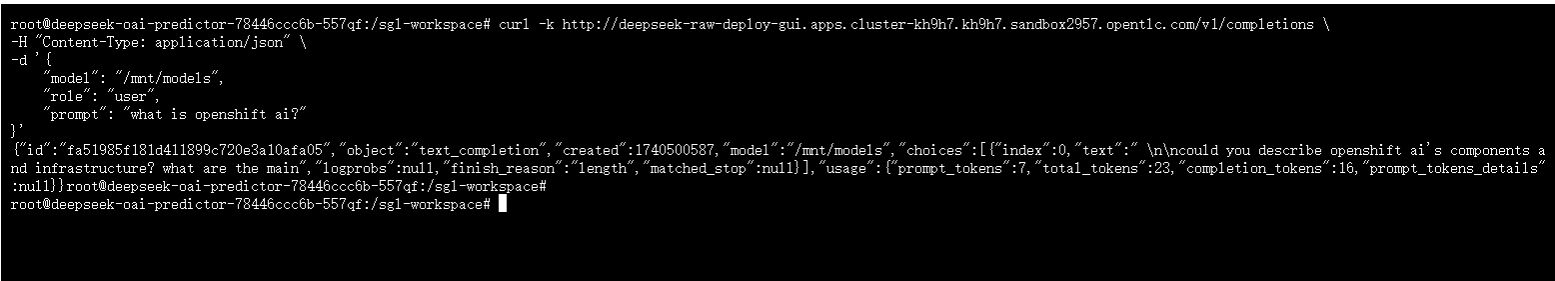 root@deepseek-oai-predictor-78446ccc6b-557qf:/sgl-workspace# curl -k http://deepseek-raw-deploy-gui.apps.cluster-kh9h7.kh9h7.sandbox2957.opentlc.com/v1/completions \
-H "Content-Type: application/json" \
-d '{
    "model": "/mnt/models",
    "role": "user",
    "prompt": "what is openshift ai?"
}'
{"id":"fa51985f181d411899c720e3a10afa05","object":"text_completion","created":1740500587,"model":"/mnt/models","choices":[{"index":0,"text":" \n\ncould you describe openshift ai's components a
nd infrastructure? what are the main","logprobs":null,"finish_reason":"length","matched_stop":null}],"usage":{"prompt_tokens":7,"total_tokens":23,"completion_tokens":16,"prompt_tokens_details"
:null}}root@deepseek-oai-predictor-78446ccc6b-557qf:/sgl-workspace#
root@deepseek-oai-predictor-78446ccc6b-557qf:/sgl-workspace#